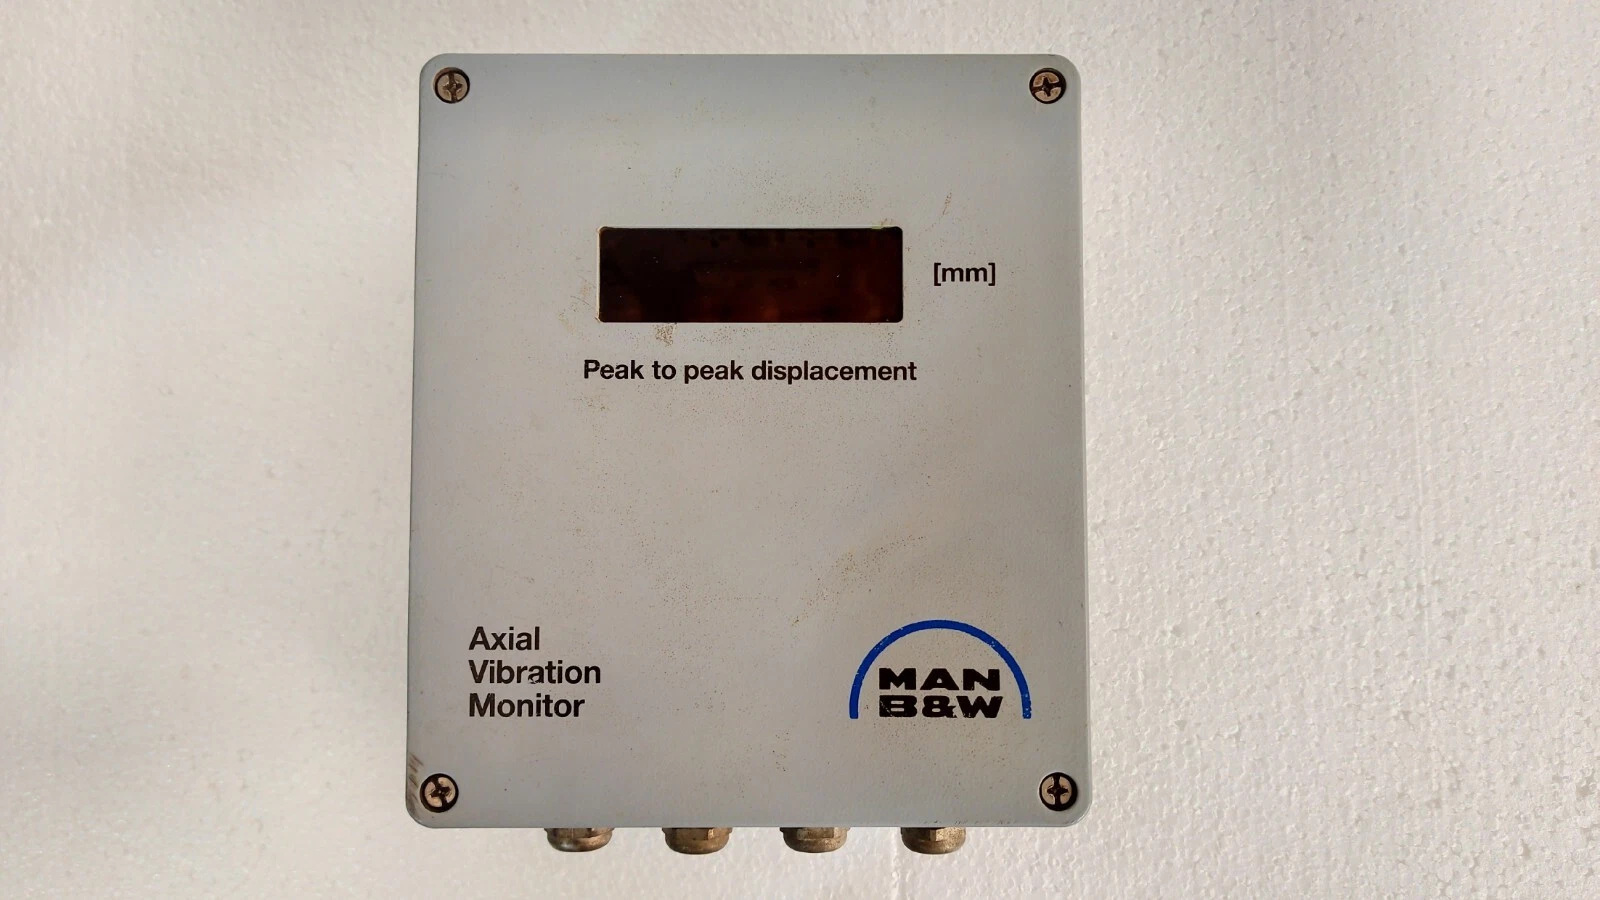 [mm]
Peak to peak displacement
Axial
Vibration
Monitor
MAN
B&W